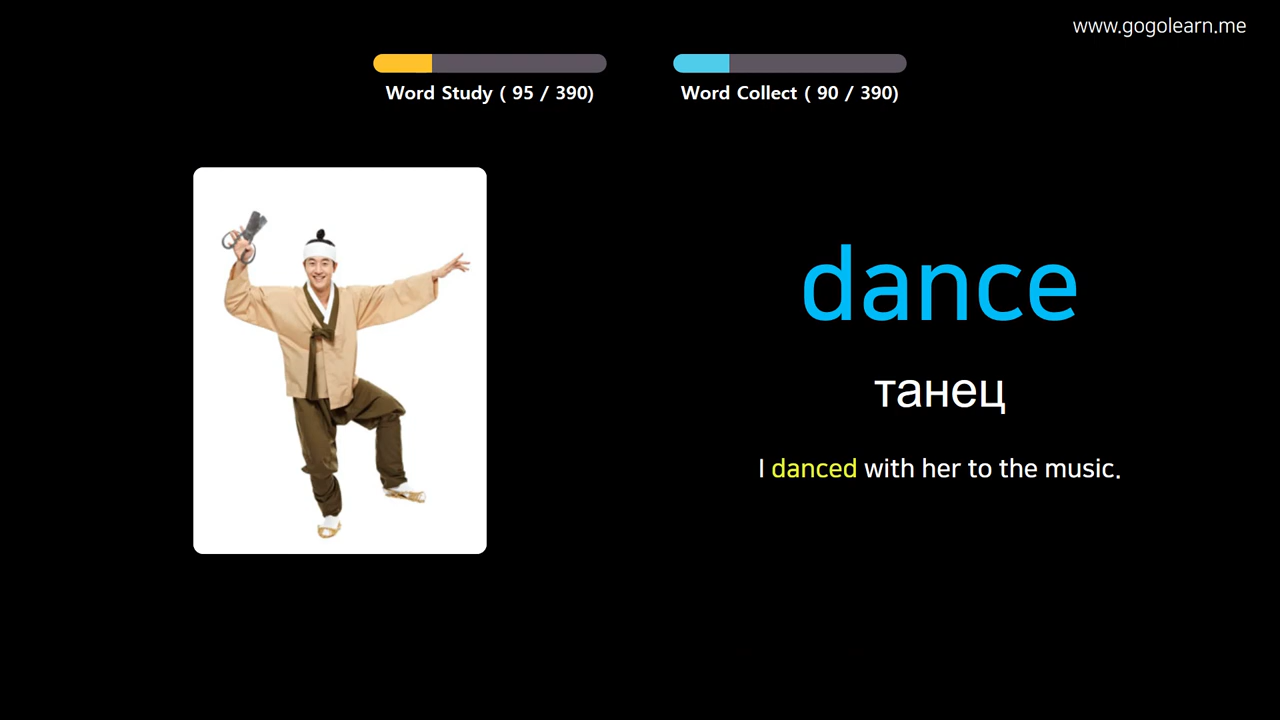 www.gogolearn.me
Word Study ( 95 / 390)
Word Collect ( 90 / 390)
dance
танец
I danced with her to the music.